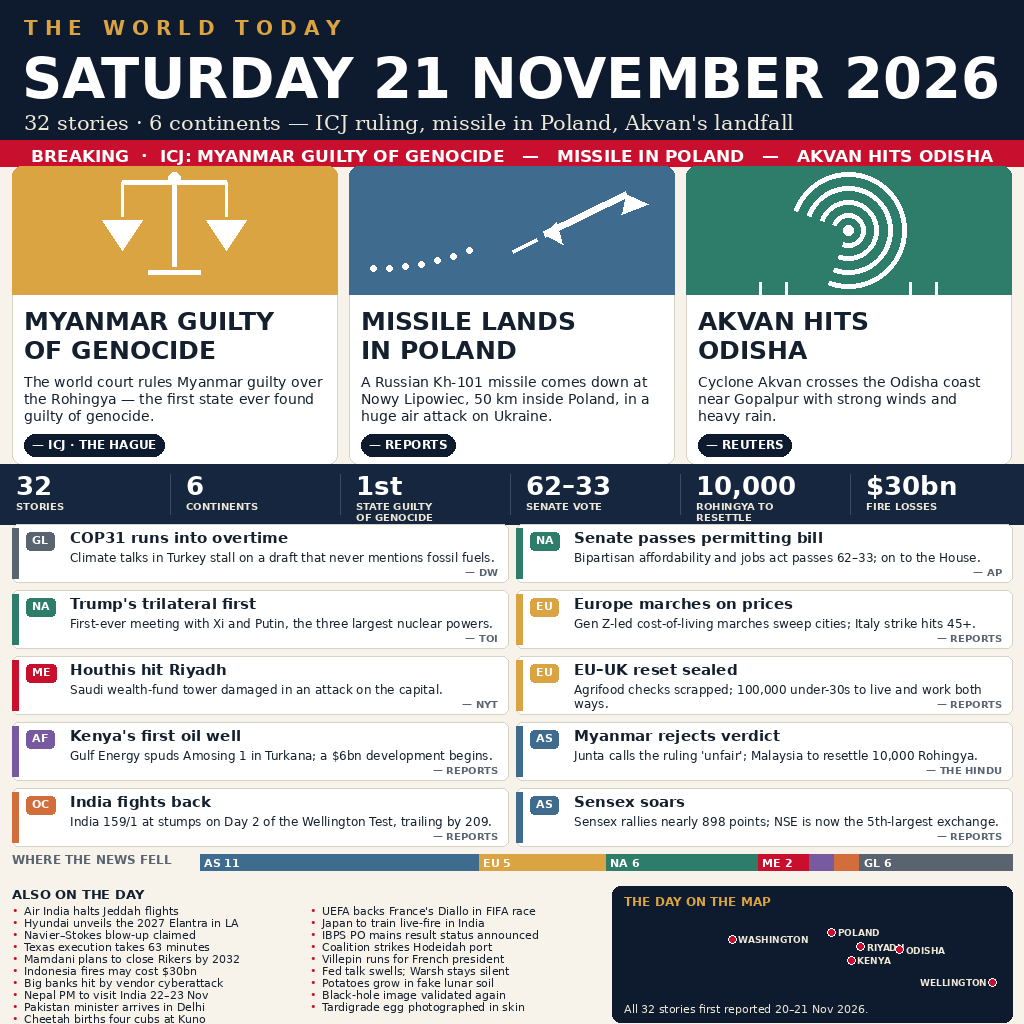 THE WORLD TODAY
SATURDAY 21 NOVEMBER 2026
32 stories · 6 continents — ICJ ruling, missile in Poland, Akvan's landfall
BREAKING · ICJ: MYANMAR GUILTY OF GENOCIDE — MISSILE IN POLAND — AKVAN HITS ODISHA
MYANMAR GUILTY
OF GENOCIDE
The world court rules Myanmar guilty over
the Rohingya — the first state ever found
guilty of genocide.
— ICJ · THE HAGUE
MISSILE LANDS
IN POLAND
A Russian Kh-101 missile comes down at
Nowy Lipowiec, 50 km inside Poland, in a
huge air attack on Ukraine.
— REPORTS
AKVAN HITS
ODISHA
Cyclone Akvan crosses the Odisha coast
near Gopalpur with strong winds and
heavy rain.
— REUTERS
32
STORIES
6
CONTINENTS
1st
STATE GUILTY
OF GENOCIDE
62–33
SENATE VOTE
10,000
ROHINGYA TO
RESETTLE
$30bn
FIRE LOSSES
GL
COP31 runs into overtime
Climate talks in Turkey stall on a draft that never mentions fossil fuels.
— DW
NA
Senate passes permitting bill
Bipartisan affordability and jobs act passes 62–33; on to the House.
— AP
NA
Trump's trilateral first
First-ever meeting with Xi and Putin, the three largest nuclear powers.
— TOI
EU
Europe marches on prices
Gen Z-led cost-of-living marches sweep cities; Italy strike hits 45+.
— REPORTS
ME
Houthis hit Riyadh
Saudi wealth-fund tower damaged in an attack on the capital.
— NYT
EU
EU–UK reset sealed
Agrifood checks scrapped; 100,000 under-30s to live and work both
ways.
— REPORTS
AF
Kenya's first oil well
Gulf Energy spuds Amosing 1 in Turkana; a $6bn development begins.
— REPORTS
AS
Myanmar rejects verdict
Junta calls the ruling 'unfair'; Malaysia to resettle 10,000 Rohingya.
— THE HINDU
OC
India fights back
India 159/1 at stumps on Day 2 of the Wellington Test, trailing by 209.
— REPORTS
AS
Sensex soars
Sensex rallies nearly 898 points; NSE is now the 5th-largest exchange.
— REPORTS
WHERE THE NEWS FELL
AS 11
EU 5
NA 6
ME 2
GL 6
ALSO ON THE DAY
• Air India halts Jeddah flights
• Hyundai unveils the 2027 Elantra in LA
• Navier–Stokes blow-up claimed
• Texas execution takes 63 minutes
• Mamdani plans to close Rikers by 2032
• Indonesia fires may cost $30bn
• Big banks hit by vendor cyberattack
• Nepal PM to visit India 22–23 Nov
• Pakistan minister arrives in Delhi
• Cheetah births four cubs at Kuno
• UEFA backs France's Diallo in FIFA race
• Japan to train live-fire in India
• IBPS PO mains result status announced
• Coalition strikes Hodeidah port
• Villepin runs for French president
• Fed talk swells; Warsh stays silent
• Potatoes grow in fake lunar soil
• Black-hole image validated again
• Tardigrade egg photographed in skin
THE DAY ON THE MAP
WASHINGTON
POLAND
RIYADH
ODISHA
KENYA
WELLINGTON
All 32 stories first reported 20–21 Nov 2026.